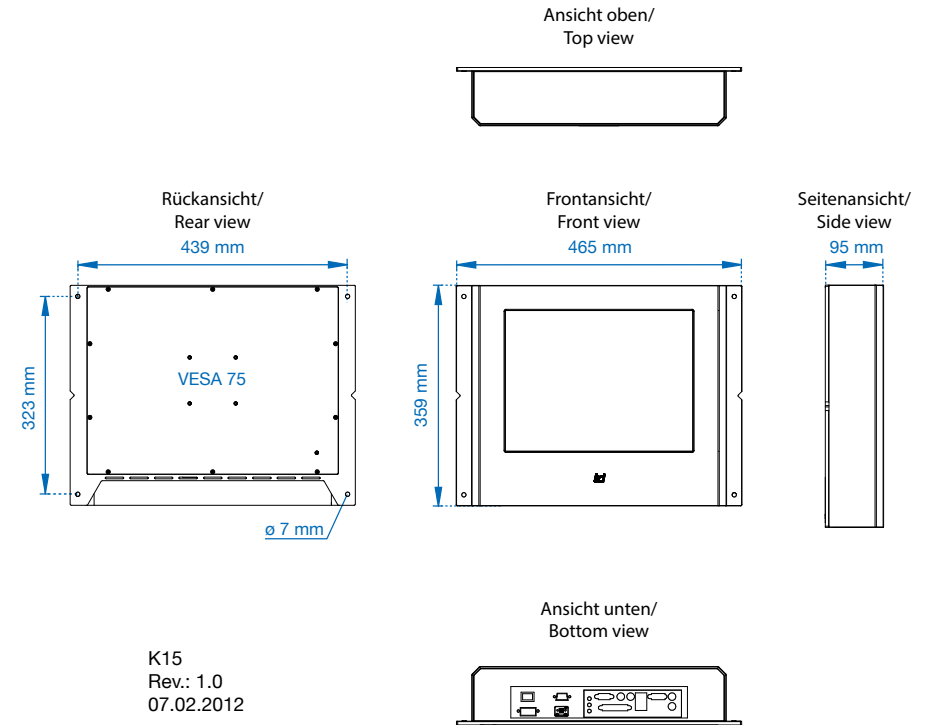 Ansicht oben/
Top view
Rückansicht/
Rear view
439 mm
Frontansicht/
Front view
465 mm
Seitenansicht/
Side view
95 mm
323 mm
VESA 75
ø 7 mm
359 mm
Ansicht unten/
Bottom view
K15
Rev.: 1.0
07.02.2012